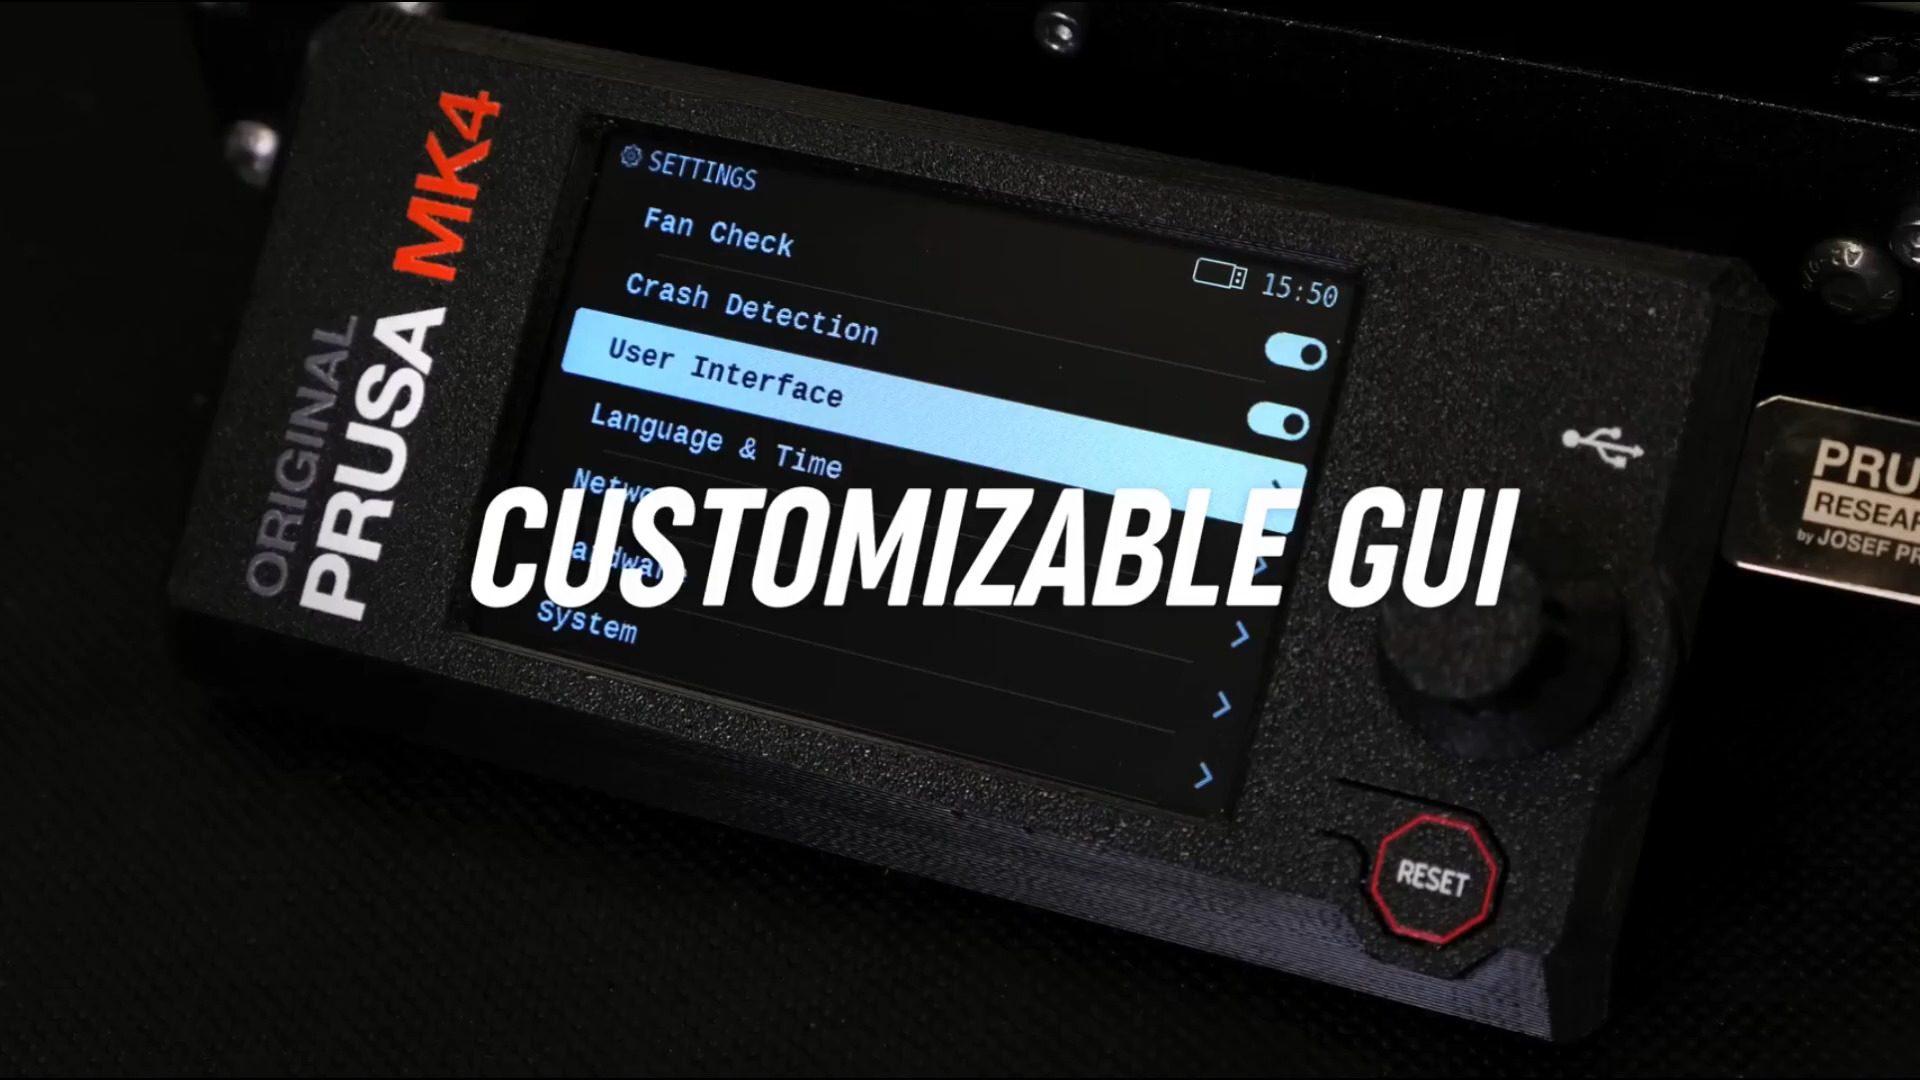 ORIGINAL
PRUSA MK4
SETTINGS
15:50
Fan Check
Crash Detection
User Interface
Language & Time
System
CUSTOMIZABLE GUI
RESET
PRU
RESEAR
by JOSEF PR